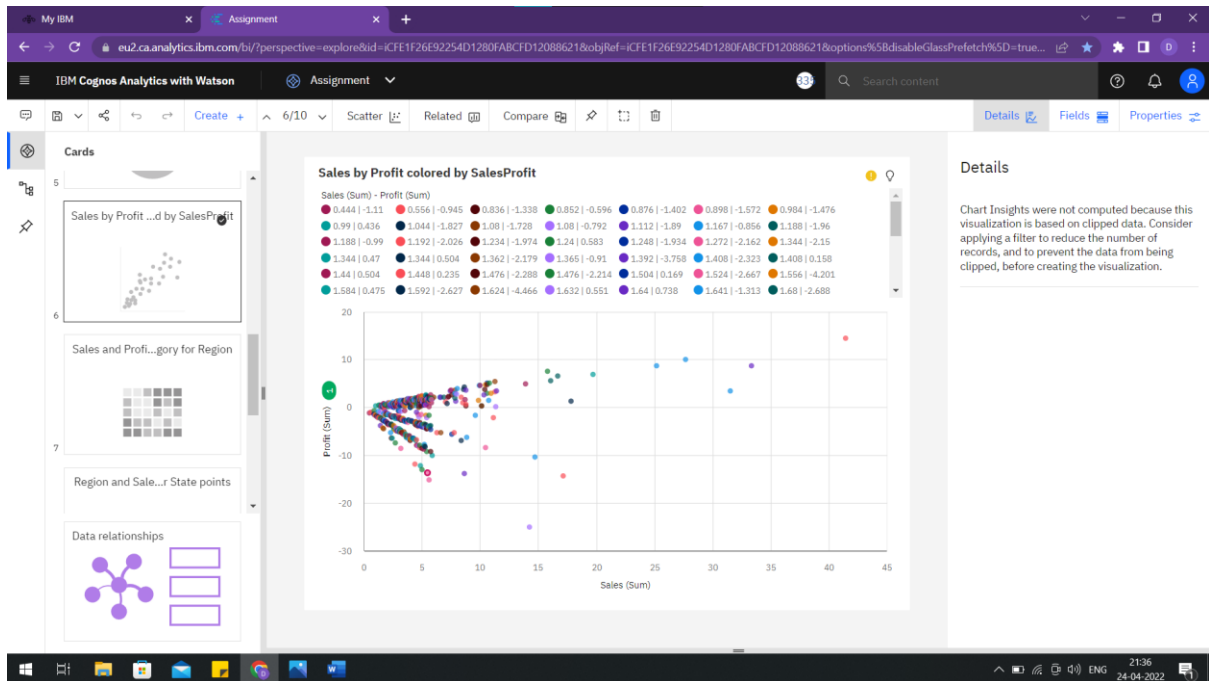 My IBM
Assignment
eu2.ca.analytics.ibm.com/bi/?perspective=explore&id=iCFE1F26E92254D1280FABCFD12088621&objRef=iCFE1F26E92254D1280FABCFD12088621&options%5BdisableGlassPrefetch%5D=true...
D
IBM Cognos Analytics with Watson
Assignment
Search content
Create +
6/10
Scatter
Related
Compare
Details
Fields
Properties
Cards
5
Sales by Profit ...d by SalesProfit
6
Sales and Profi...gory for Region
7
Region and Sale...r State points
Data relationships
Sales by Profit colored by SalesProfit
Sales (Sum) - Profit (Sum)
0.444 | -1.11 0.556 | -0.945 0.836 | -1.338 0.852 | -0.596 0.876 | -1.402 0.898 | -1.572 0.984 | -1.476
0.99 | 0.436 1.044 | -1.827 1.08 | -1.728 1.08 | -0.792 1.112 | -1.89 1.167 | -0.856 1.188 | -1.96
1.188 | -0.99 1.192 | -2.026 1.234 | -1.974 1.24 | 0.583 1.248 | -1.934 1.272 | -2.162 1.344 | -2.15
1.344 | 0.47 1.344 | 0.504 1.362 | -2.179 1.365 | -0.91 1.392 | -3.758 1.408 | -2.323 1.408 | 0.158
1.44 | 0.504 1.448 | 0.235 1.476 | -2.288 1.476 | -2.214 1.504 | 0.169 1.524 | -2.667 1.556 | -4.201
1.584 | 0.475 1.592 | -2.627 1.624 | -4.466 1.632 | 0.551 1.64 | 0.738 1.641 | -1.313 1.68 | -2.688
20
10
0
-10
-20
-30
Profit (Sum)
0 5 10 15 20 25 30 35 40 45
Sales (Sum)
Details
Chart Insights were not computed because this
visualization is based on clipped data. Consider
applying a filter to reduce the number of
records, and to prevent the data from being
clipped, before creating the visualization.
ENG
21:36
24-04-2022